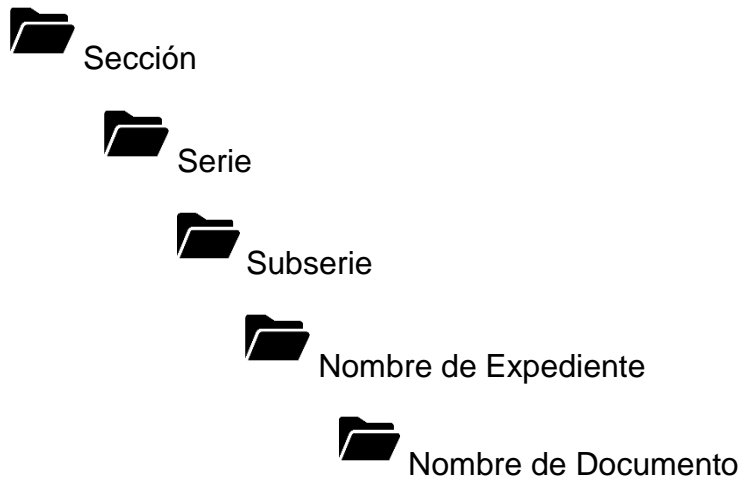 Sección
Serie
Subserie
Nombre de Expediente
Nombre de Documento